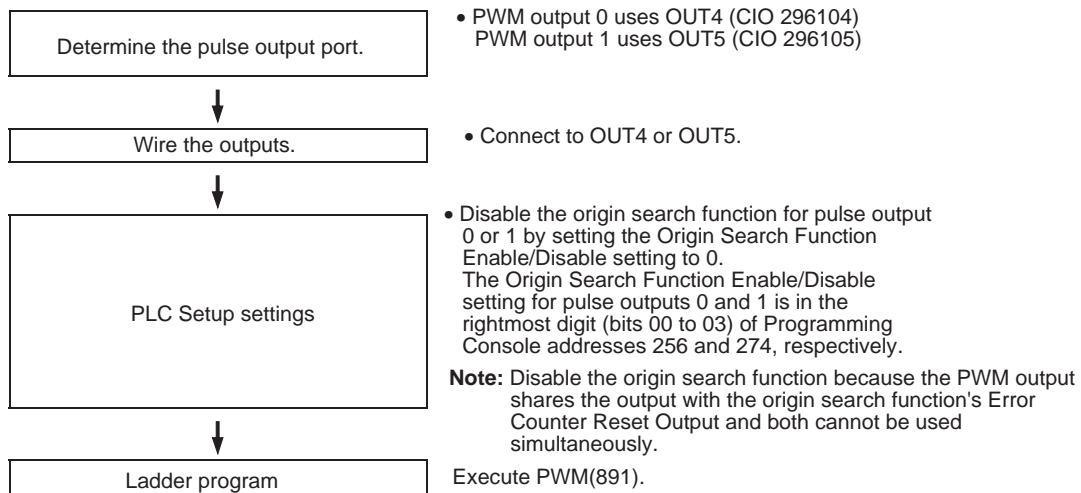 Determine the pulse output port.
• PWM output 0 uses OUT4 (CIO 296104)
PWM output 1 uses OUT5 (CIO 296105)
Wire the outputs.
• Connect to OUT4 or OUT5.
PLC Setup settings
• Disable the origin search function for pulse output
0 or 1 by setting the Origin Search Function
Enable/Disable setting to 0.
The Origin Search Function Enable/Disable
setting for pulse outputs 0 and 1 is in the
rightmost digit (bits 00 to 03) of Programming
Console addresses 256 and 274, respectively.
Note: Disable the origin search function because the PWM output
shares the output with the origin search function's Error
Counter Reset Output and both cannot be used
simultaneously.
Ladder program
Execute PWM(891).